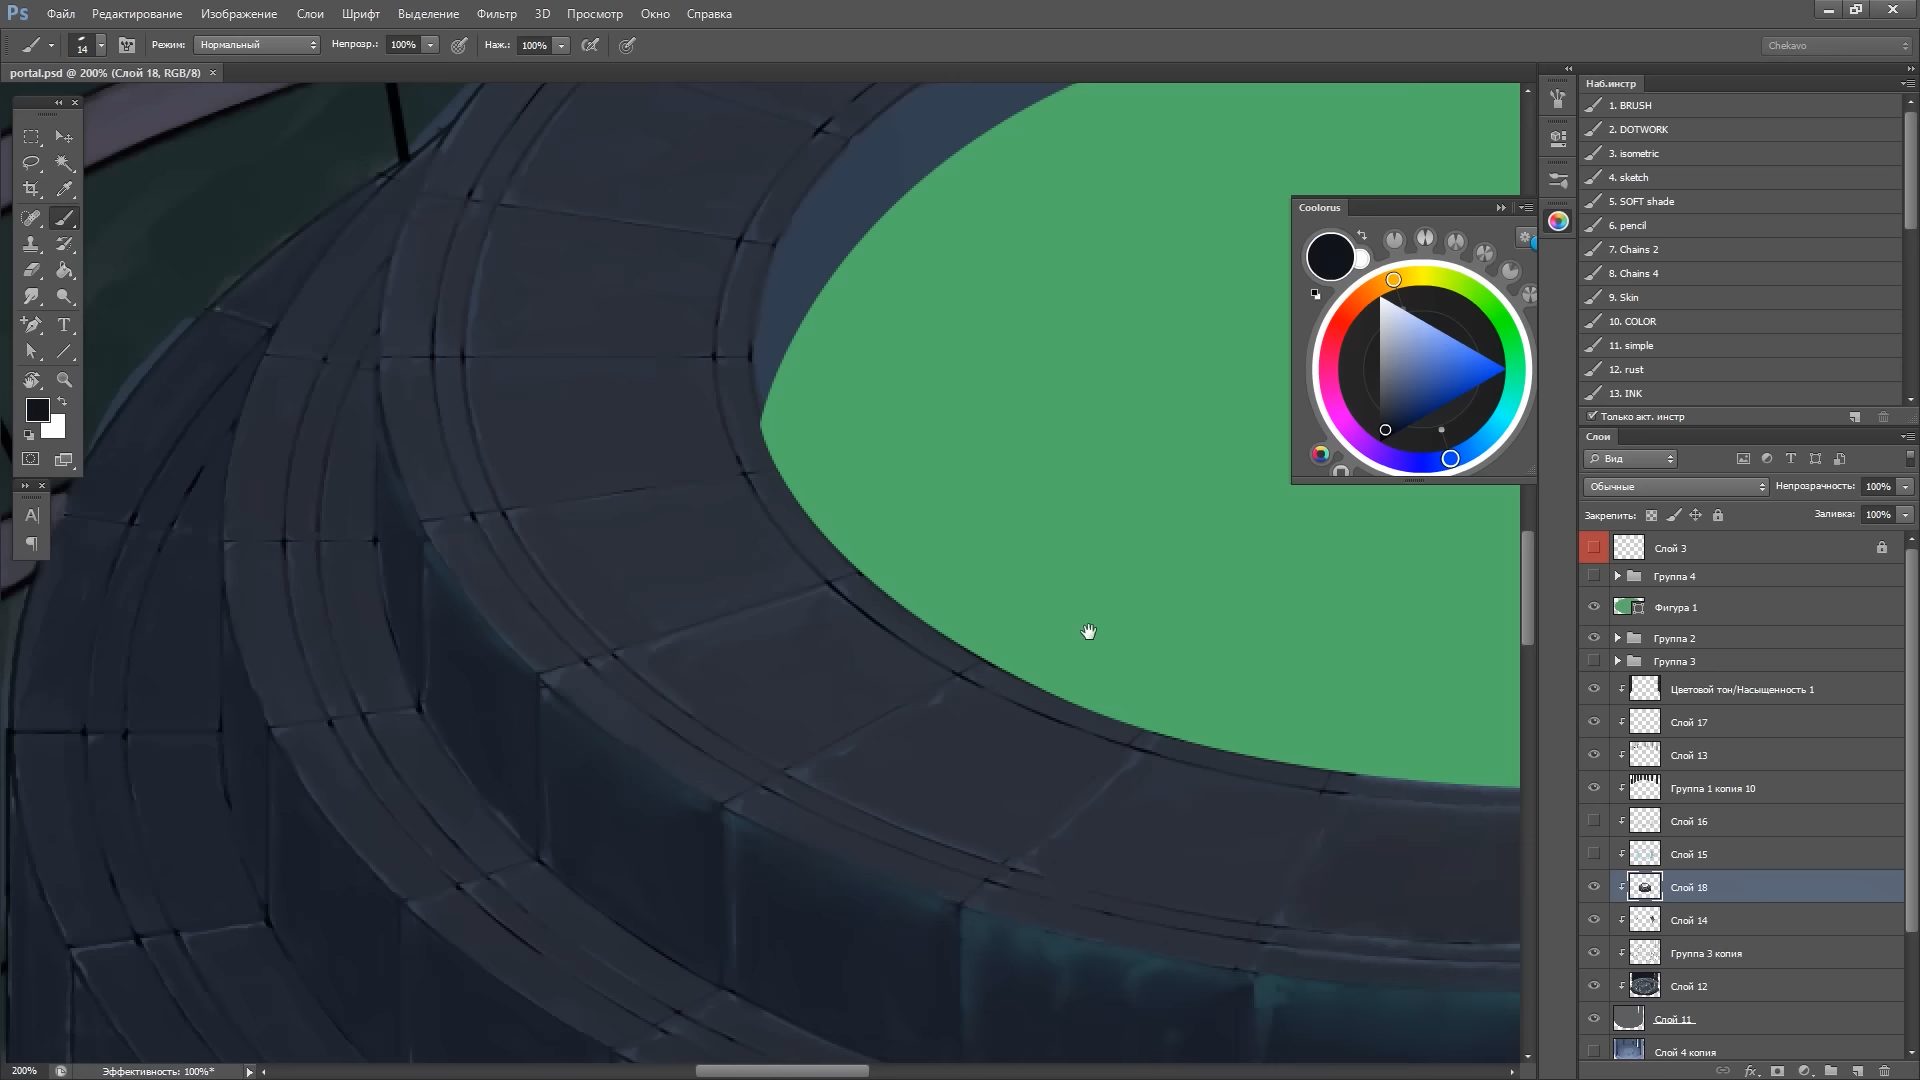 Ps Файл Редактирование Изображение Слои Шрифт Выделение Фильтр 3D Просмотр Окно Справка
14 Режим: Нормальный Непрозр.: 100% Наж.: 100% Chekavo
portal.psd @ 200% (Слой 18, RGB/8) ×
Наб.инстр
1. BRUSH
2. DOTWORK
3. isometric
4. sketch
5. SOFT shade
6. pencil
7. Chains 2
8. Chains 4
9. Skin
10. COLOR
11. simple
12. rust
13. INK
Только акт. инстр
Coolorus
Слои
Вид
Обычные Непрозрачность: 100%
Закрепить: Заливка: 100%
Слой 3
Группа 4
Фигура 1
Группа 2
Группа 3
Цветовой тон/Насыщенность 1
Слой 17
Слой 13
Группа 1 копия 10
Слой 16
Слой 15
Слой 18
Слой 14
Группа 3 копия
Слой 12
Слой 11
Слой 4 копия
fx
200% Эффективность: 100%*